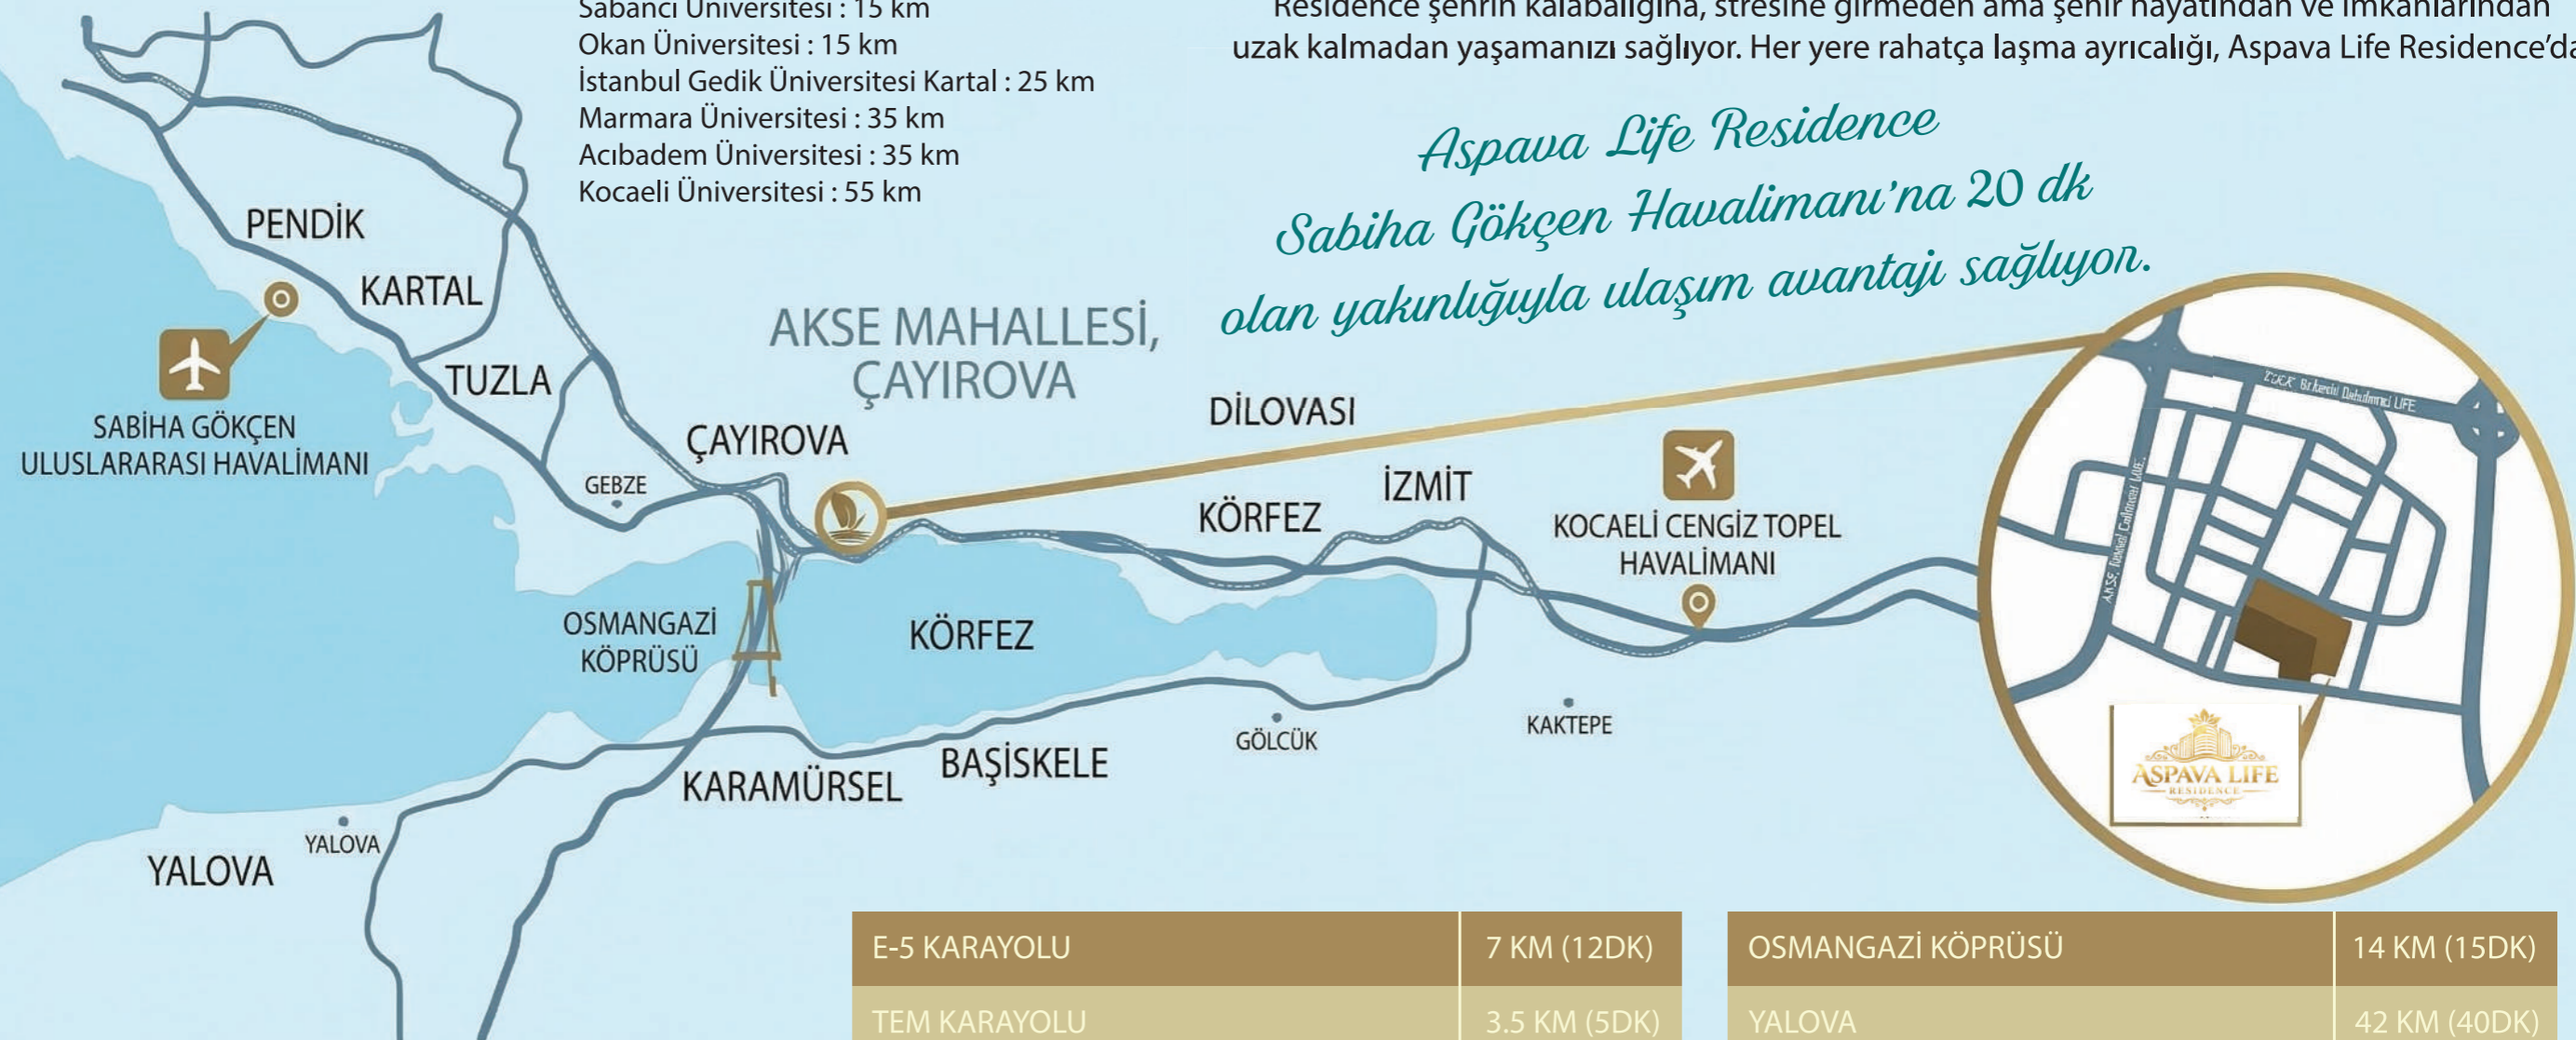 Sabancı Üniversitesi : 15 km
Okan Üniversitesi : 15 km
İstanbul Gedik Üniversitesi Kartal : 25 km
Marmara Üniversitesi : 35 km
Acıbadem Üniversitesi : 35 km
Kocaeli Üniversitesi : 55 km
Residence şehrin kalabalığına, stresine girmeden ama şehir hayatından ve imkanlarından
uzak kalmadan yaşamanızı sağlıyor. Her yere rahatça laşma ayrıcalığı, Aspava Life Residence’da
Aspava Life Residence
Sabiha Gökçen Havalimanı’na 20 dk
olan yakınlığıyla ulaşım avantajı sağlıyor.
PENDİK
KARTAL
TUZLA
SABİHA GÖKÇEN
ULUSLARARASI HAVALİMANI
AKSE MAHALLESİ,
ÇAYIROVA
ÇAYIROVA
GEBZE
DİLOVASI
KÖRFEZ
İZMİT
KOCAELİ CENGİZ TOPEL
HAVALİMANI
OSMANGAZİ
KÖPRÜSÜ
KÖRFEZ
KARAMÜRSEL
BAŞİSKELE
GÖLCÜK
KAKTEPE
YALOVA
YALOVA
LIFE
ASPAVA LIFE
RESIDENCE
E-5 KARAYOLU 7 KM (12DK)
TEM KARAYOLU 3.5 KM (5DK)
OSMANGAZİ KÖPRÜSÜ 14 KM (15DK)
YALOVA 42 KM (40DK)